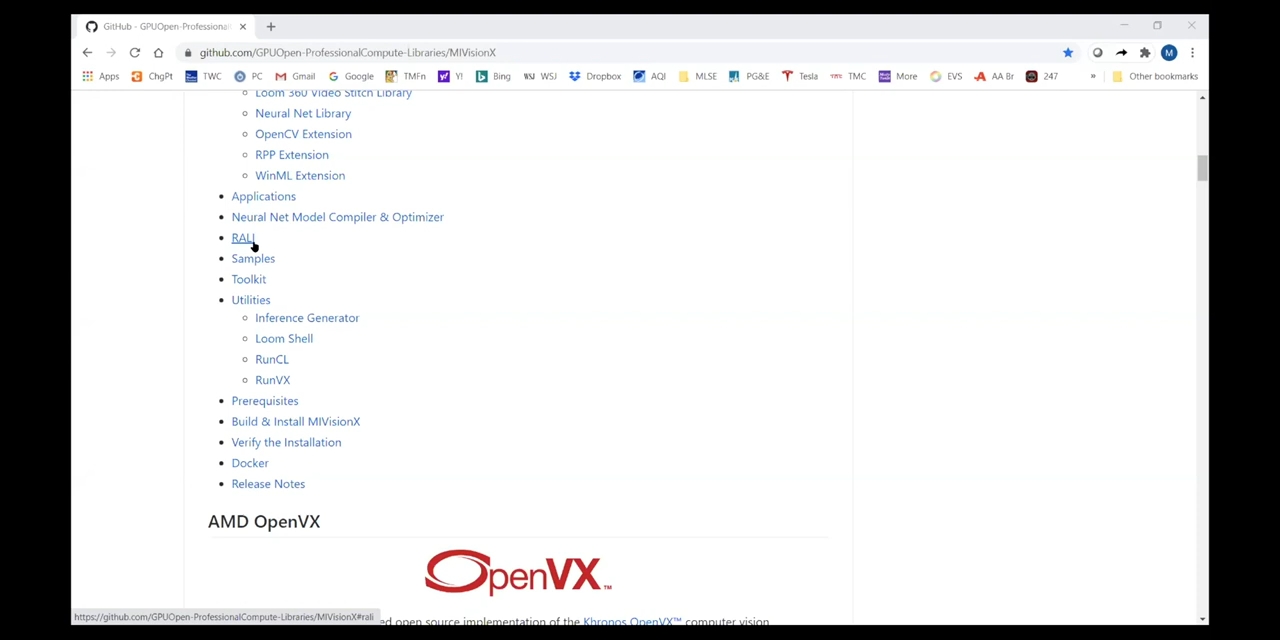 GitHub - GPUOpen-Professional
github.com/GPUOpen-ProfessionalCompute-Libraries/MIVisionX
M
Apps ChgPt TWC PC Gmail Google TMFn Y! Bing WSJ WSJ Dropbox AQI MLSE PG&E Tesla TMC More EVS AA Br 247 » Other bookmarks
Loom 360 Video Stitch Library
Neural Net Library
OpenCV Extension
RPP Extension
WinML Extension
Applications
Neural Net Model Compiler & Optimizer
RALI
Samples
Toolkit
Utilities
Inference Generator
Loom Shell
RunCL
RunVX
Prerequisites
Build & Install MIVisionX
Verify the Installation
Docker
Release Notes
AMD OpenVX
OpenVX™
https://github.com/GPUOpen-ProfessionalCompute-Libraries/MIVisionX#rali
ed open source implementation of the Khronos OpenVX™ computer vision